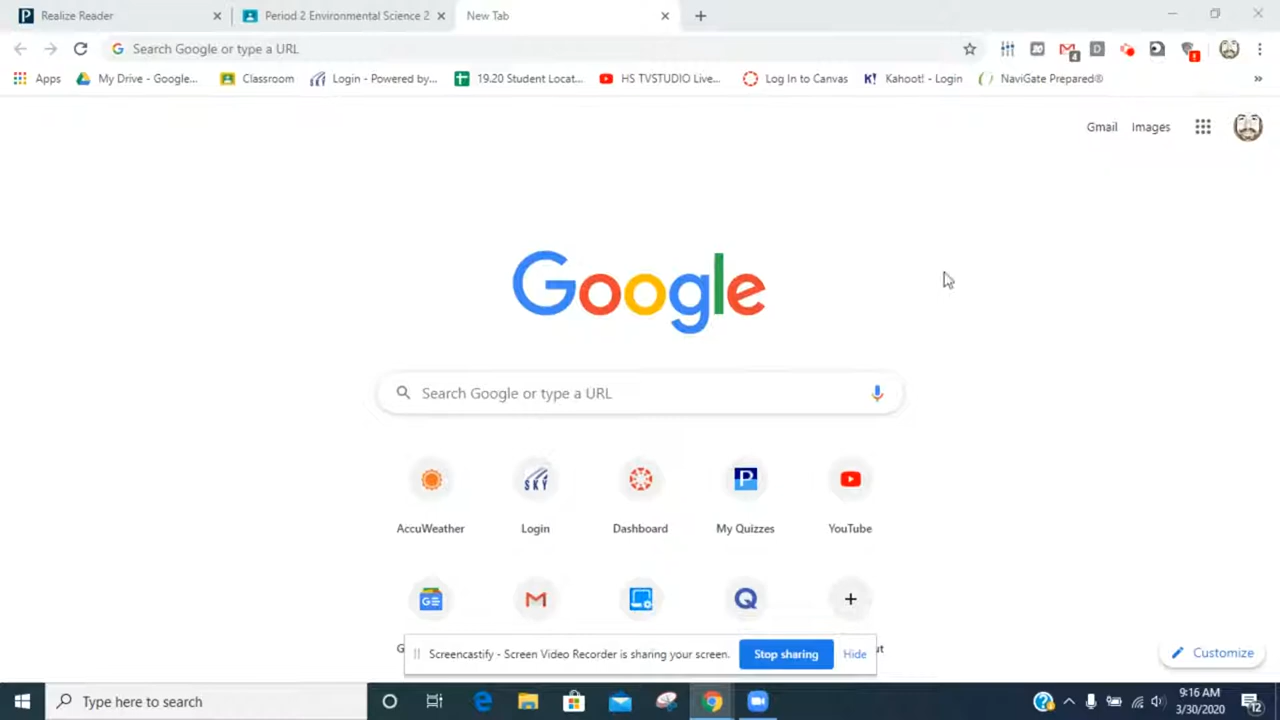 Realize Reader
Period 2 Environmental Science 2
New Tab
Search Google or type a URL
4
Apps
My Drive - Google...
Classroom
Login - Powered by...
19.20 Student Locat...
HS TVSTUDIO Live...
Log In to Canvas
Kahoot! - Login
NaviGate Prepared®
Gmail
Images
Google
Search Google or type a URL
AccuWeather
Login
Dashboard
My Quizzes
YouTube
Screencastify - Screen Video Recorder is sharing your screen.
Stop sharing
Hide
Customize
Type here to search
9:16 AM
3/30/2020
12